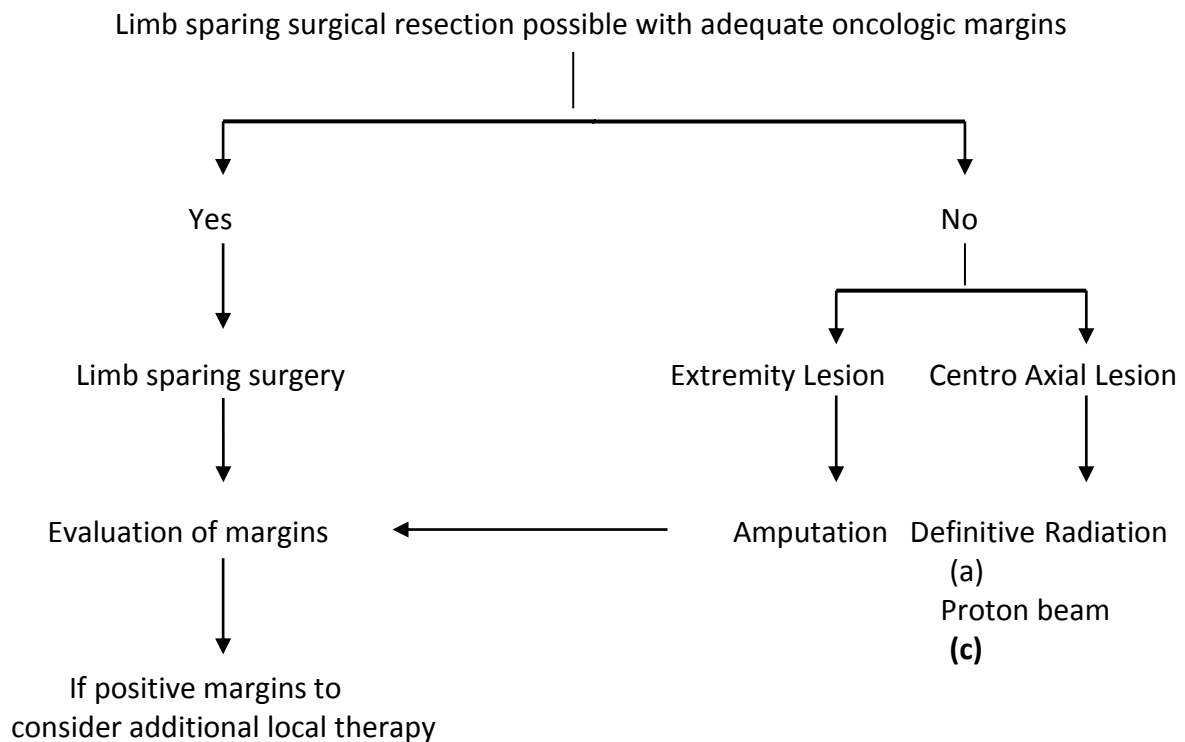 Limb sparing surgical resection possible with adequate oncologic margins
Yes
No
Limb sparing surgery
Extremity Lesion
Centro Axial Lesion
Evaluation of margins
Amputation
Definitive Radiation
(a)
Proton beam
(c)
If positive margins to
consider additional local therapy